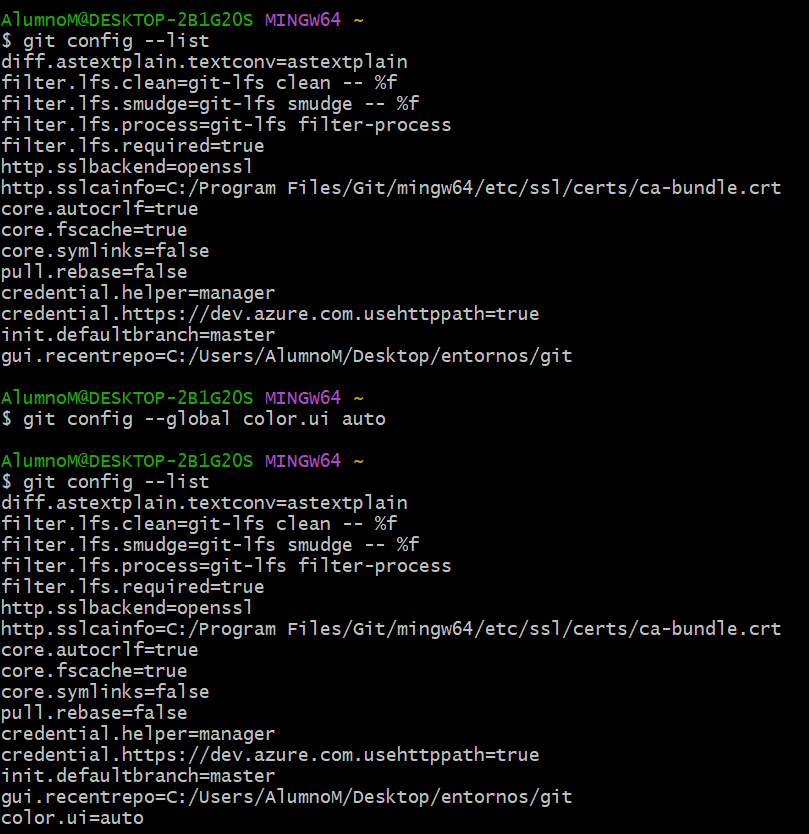 AlumnoM@DESKTOP-2B1G2OS MINGW64 ~
$ git config --list
diff.astextplain.textconv=astextplain
filter.lfs.clean=git-lfs clean -- %f
filter.lfs.smudge=git-lfs smudge -- %f
filter.lfs.process=git-lfs filter-process
filter.lfs.required=true
http.sslbackend=openssl
http.sslcainfo=C:/Program Files/Git/mingw64/etc/ssl/certs/ca-bundle.crt
core.autocrlf=true
core.fscache=true
core.symlinks=false
pull.rebase=false
credential.helper=manager
credential.https://dev.azure.com.usehttppath=true
init.defaultbranch=master
gui.recentrepo=C:/Users/AlumnoM/Desktop/entornos/git
AlumnoM@DESKTOP-2B1G2OS MINGW64 ~
$ git config --global color.ui auto
AlumnoM@DESKTOP-2B1G2OS MINGW64 ~
$ git config --list
diff.astextplain.textconv=astextplain
filter.lfs.clean=git-lfs clean -- %f
filter.lfs.smudge=git-lfs smudge -- %f
filter.lfs.process=git-lfs filter-process
filter.lfs.required=true
http.sslbackend=openssl
http.sslcainfo=C:/Program Files/Git/mingw64/etc/ssl/certs/ca-bundle.crt
core.autocrlf=true
core.fscache=true
core.symlinks=false
pull.rebase=false
credential.helper=manager
credential.https://dev.azure.com.usehttppath=true
init.defaultbranch=master
gui.recentrepo=C:/Users/AlumnoM/Desktop/entornos/git
color.ui=auto